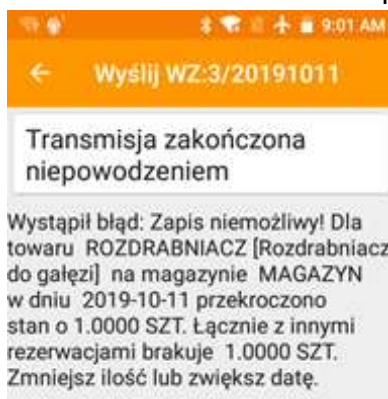 9:01 AM
Wyślij WZ:3/20191011
Transmisja zakończona
niepowodzeniem
Wystąpił błąd: Zapis niemożliwy! Dla
towaru ROZDRABNIACZ [Rozdrabniacz
do gałęzi] na magazynie MAGAZYN
w dniu 2019-10-11 przekroczono
stan o 1.0000 SZT. Łącznie z innymi
rezerwacjami brakuje 1.0000 SZT.
Zmniejsz ilość lub zwiększ datę.